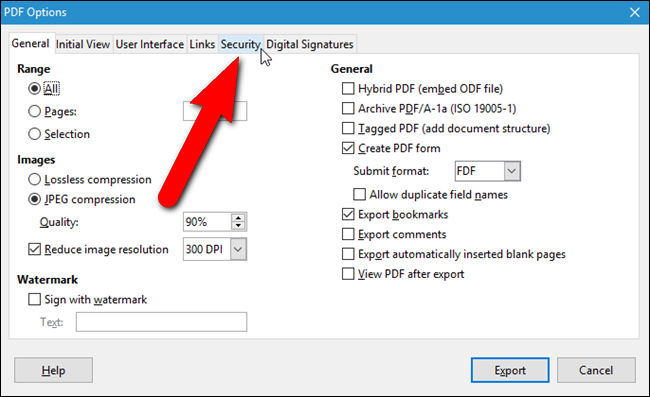 PDF Options
General Initial View User Interface Links Security Digital Signatures
Range
All
Pages:
Selection
Images
Lossless compression
JPEG compression
Quality: 90%
Reduce image resolution 300 DPI
Watermark
Sign with watermark
Text:
General
Hybrid PDF (embed ODF file)
Archive PDF/A-1a (ISO 19005-1)
Tagged PDF (add document structure)
Create PDF form
Submit format: FDF
Allow duplicate field names
Export bookmarks
Export comments
Export automatically inserted blank pages
View PDF after export
Help Export Cancel